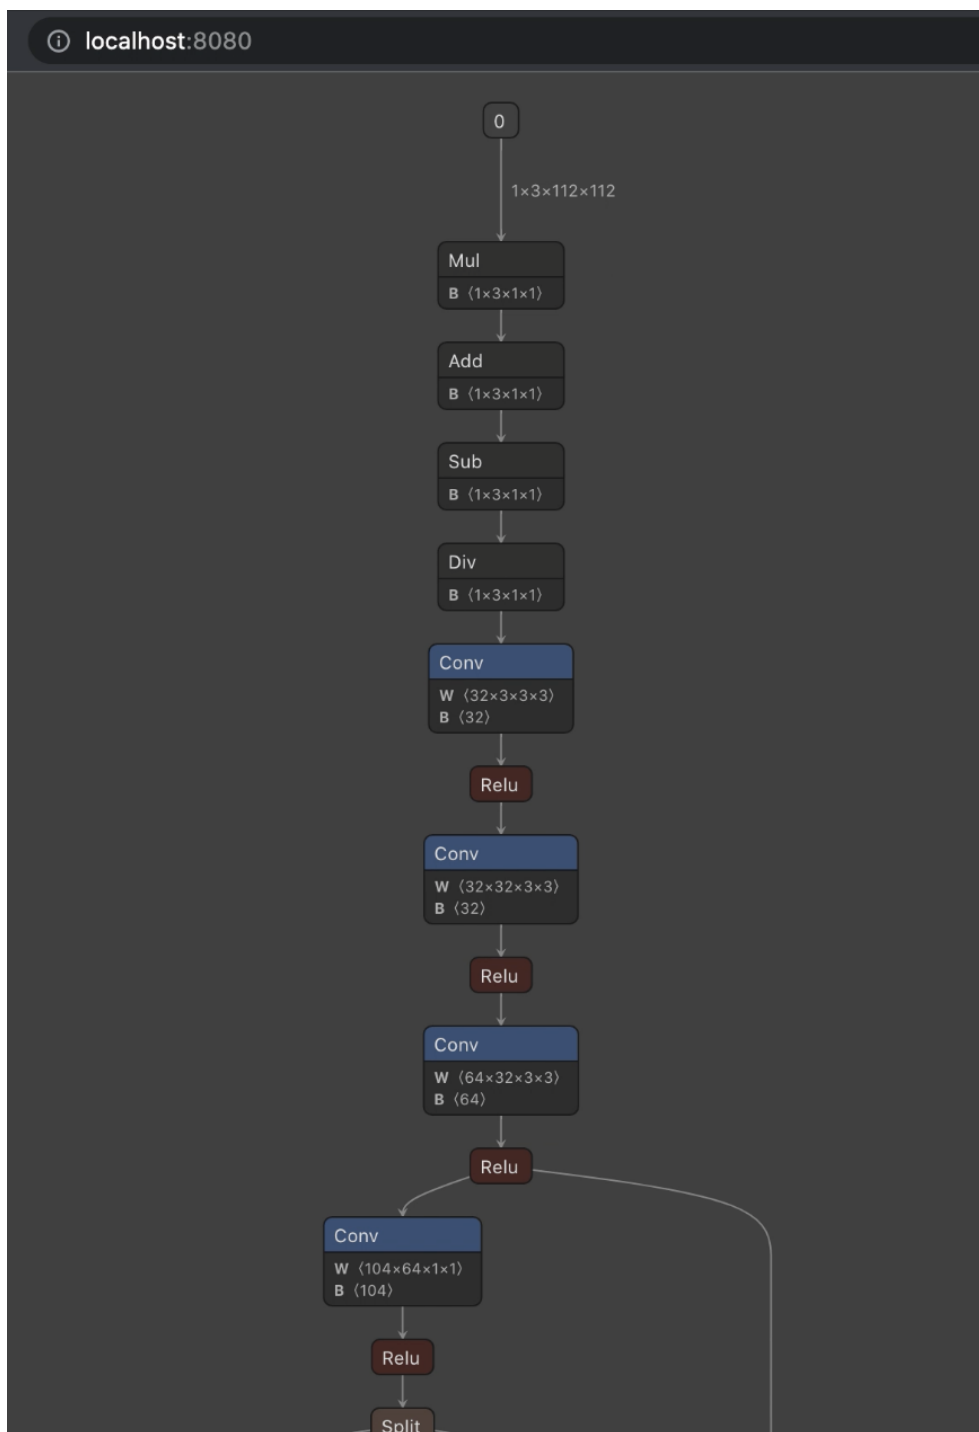 localhost:8080
0
1×3×112×112
Mul
B ⟨1×3×1×1⟩
Add
B ⟨1×3×1×1⟩
Sub
B ⟨1×3×1×1⟩
Div
B ⟨1×3×1×1⟩
Conv
W ⟨32×3×3×3⟩
B ⟨32⟩
Relu
Conv
W ⟨32×32×3×3⟩
B ⟨32⟩
Relu
Conv
W ⟨64×32×3×3⟩
B ⟨64⟩
Relu
Conv
W ⟨104×64×1×1⟩
B ⟨104⟩
Relu
Split